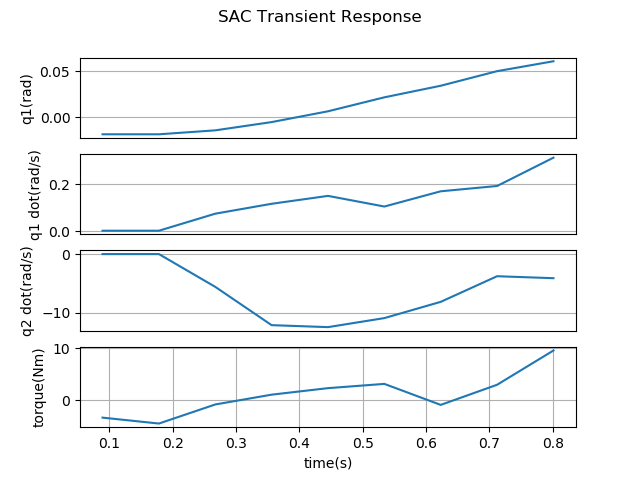 SAC Transient Response
q1(rad)
0.05
0.00
q1 dot(rad/s)
0.2
0.0
q2 dot(rad/s)
0
−10
torque(Nm)
10
0
0.1 0.2 0.3 0.4 0.5 0.6 0.7 0.8
time(s)